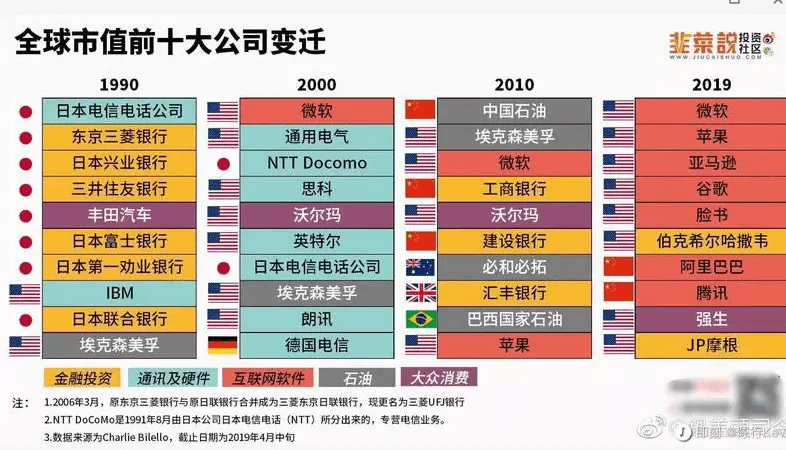 全球市值前十大公司变迁
韭菜説 投资社区
WWW.JIUCAISHUO.COM
1990 2000 2010 2019
日本电信电话公司 微软 中国石油 微软
东京三菱银行 通用电气 埃克森美孚 苹果
日本兴业银行 NTT Docomo 微软 亚马逊
三井住友银行 思科 工商银行 谷歌
丰田汽车 沃尔玛 沃尔玛 脸书
日本富士银行 英特尔 建设银行 伯克希尔哈撒韦
日本第一劝业银行 日本电信电话公司 必和必拓 阿里巴巴
IBM 埃克森美孚 汇丰银行 腾讯
日本联合银行 朗讯 巴西国家石油 强生
埃克森美孚 德国电信 苹果 JP摩根
金融投资 通讯及硬件 互联网软件 石油 大众消费
注： 1.2006年3月，原东京三菱银行与原日联银行合并成为三菱东京日联银行，现更名为三菱UFJ银行
2.NTT DoCoMo是1991年8月由日本公司日本电信电话（NTT）所分出来的，专营电信业务。
3.数据来源为Charlie Bilello，截止日期为2019年4月中旬